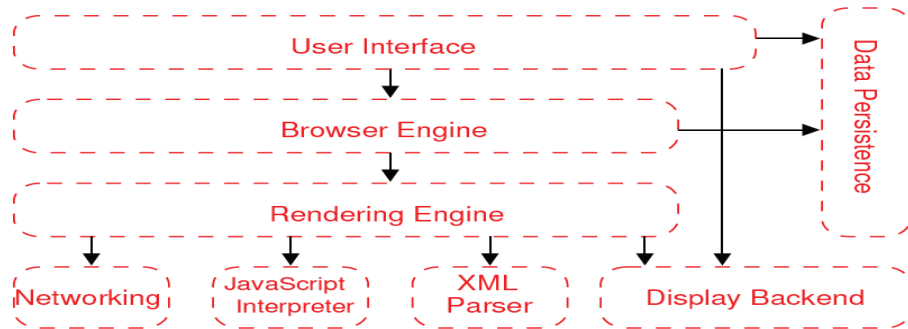 User Interface
Data Persistence
Browser Engine
Rendering Engine
Networking
JavaScript
Interpreter
XML
Parser
Display Backend